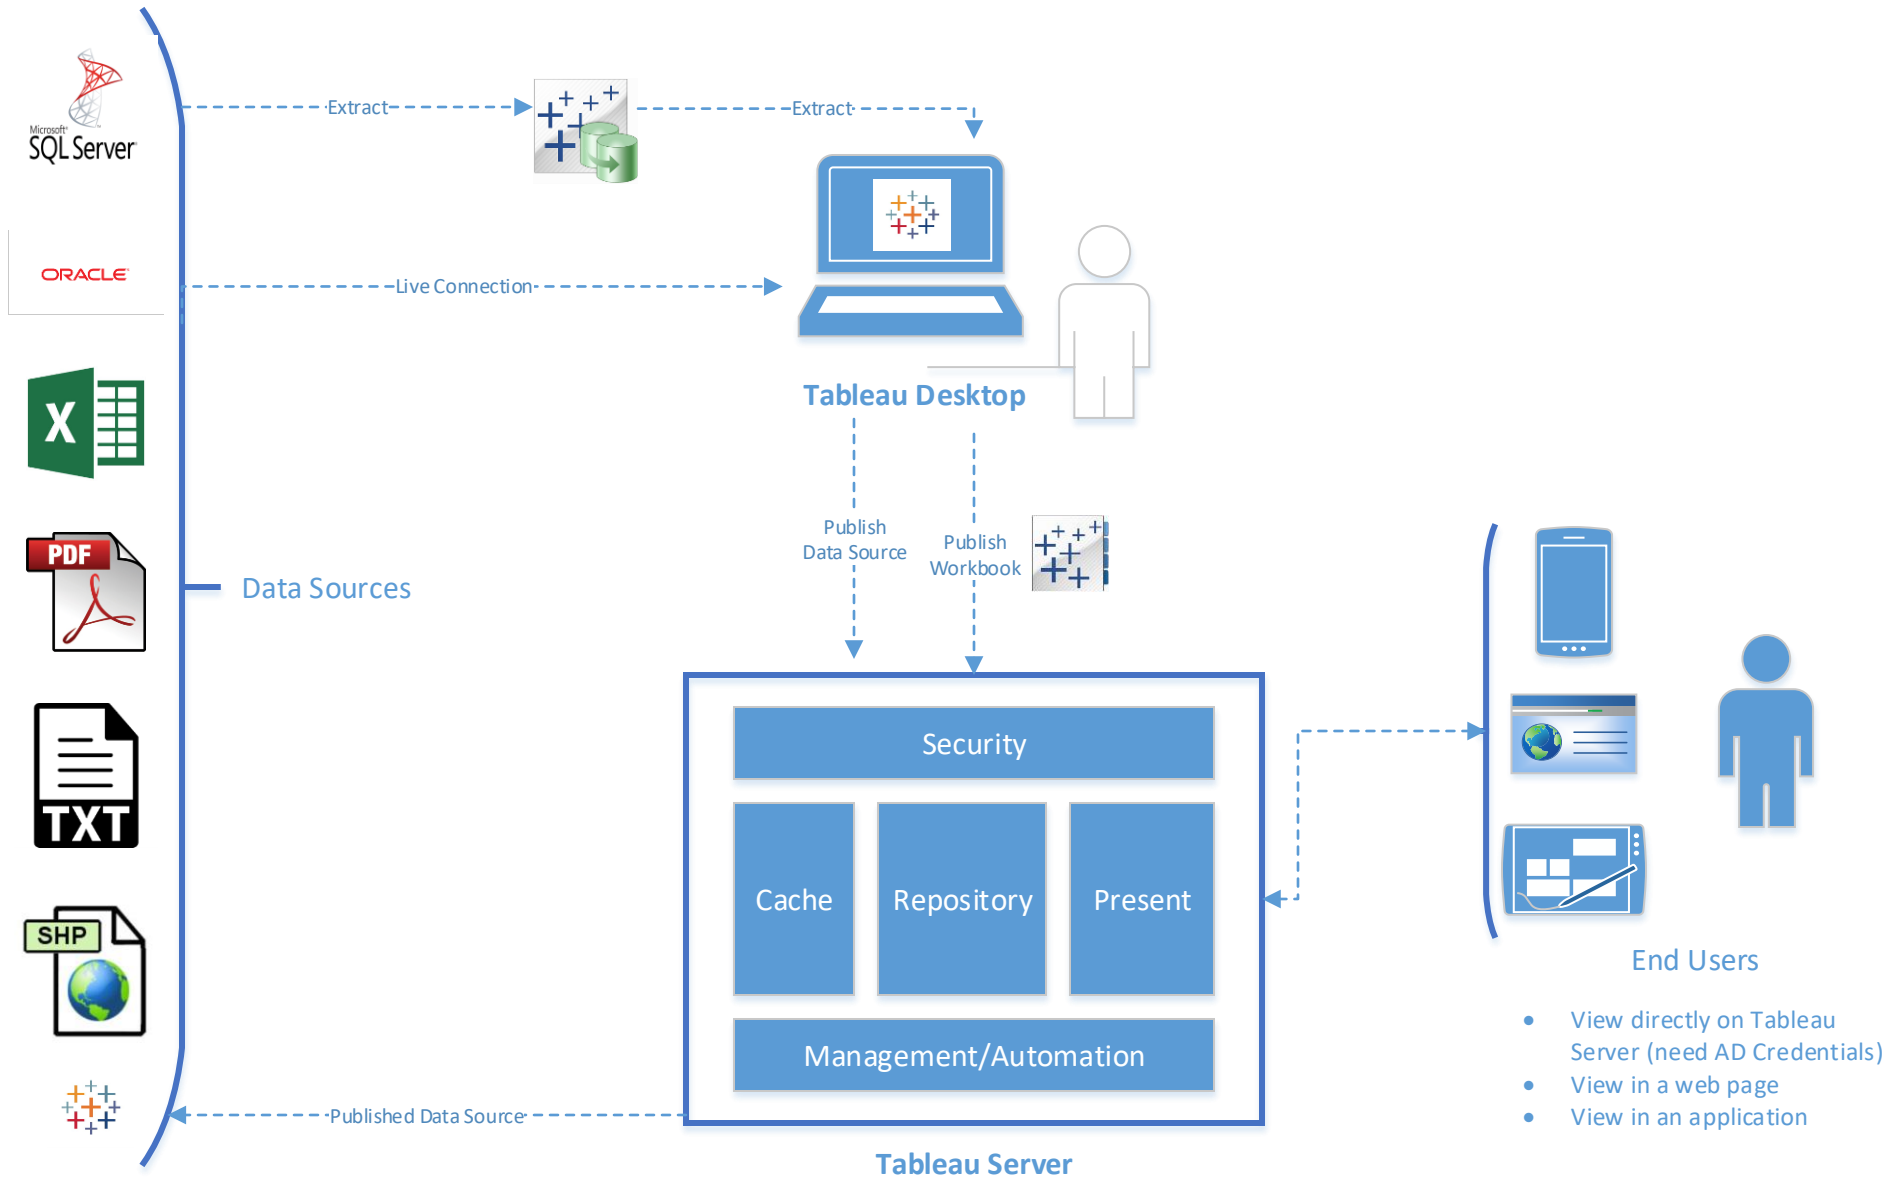 Microsoft®
SQL Server
ORACLE
X
PDF
TXT
SHP
Data Sources
Extract
Extract
Live Connection
Tableau Desktop
Publish
Data Source
Publish
Workbook
Security
Cache
Repository
Present
Management/Automation
Published Data Source
Tableau Server
End Users
• View directly on Tableau
Server (need AD Credentials)
• View in a web page
• View in an application